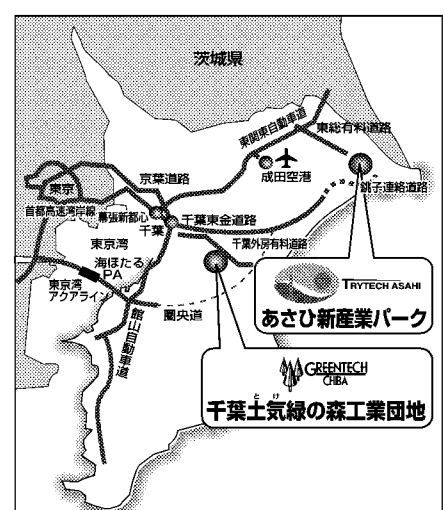 茨城県
東関東自動車道
東総有料道路
成田空港
銚子連絡道路
京葉道路
東京
首都高速湾岸線
幕張新都心
千葉
千葉東金道路
千葉外房有料道路
東京湾
海ほたる
PA
東京湾
アクアライン
圏央道
館山自動車道
TRYTECH ASAHI
あさひ新産業パーク
GREENTECH
CHIBA
とけ
千葉土気緑の森工業団地